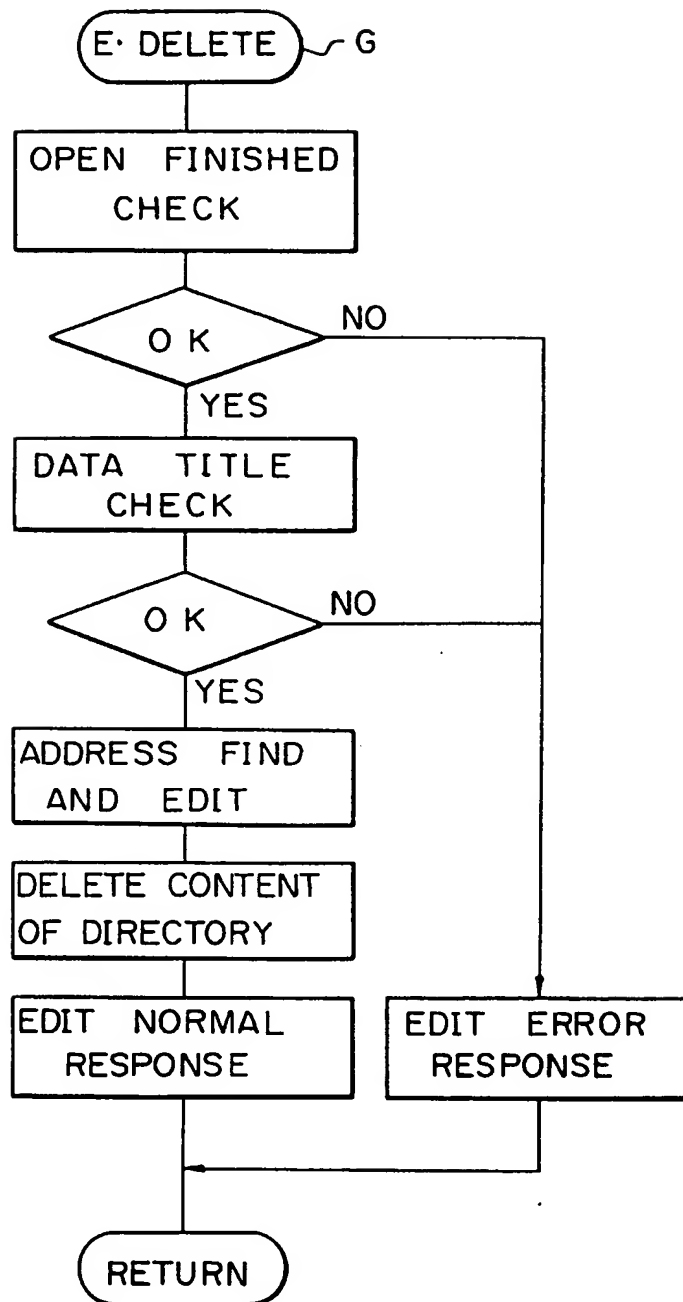 E· DELETE G
OPEN FINISHED
CHECK
OK
NO
YES
DATA TITLE
CHECK
OK
NO
YES
ADDRESS FIND
AND EDIT
DELETE CONTENT
OF DIRECTORY
EDIT NORMAL
RESPONSE
EDIT ERROR
RESPONSE
RETURN